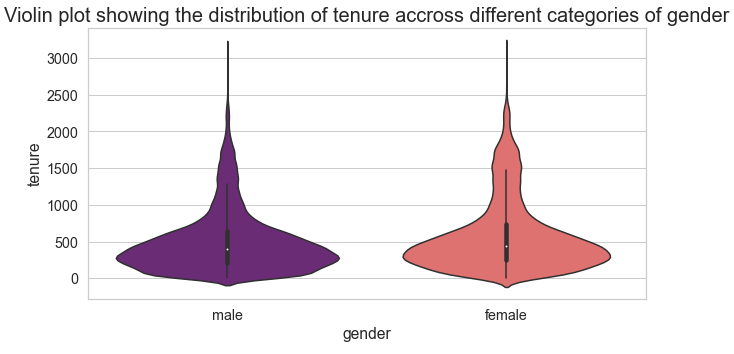 Violin plot showing the distribution of tenure accross different categories of gender
3000
2500
2000
1500
1000
500
0
tenure
male
female
gender